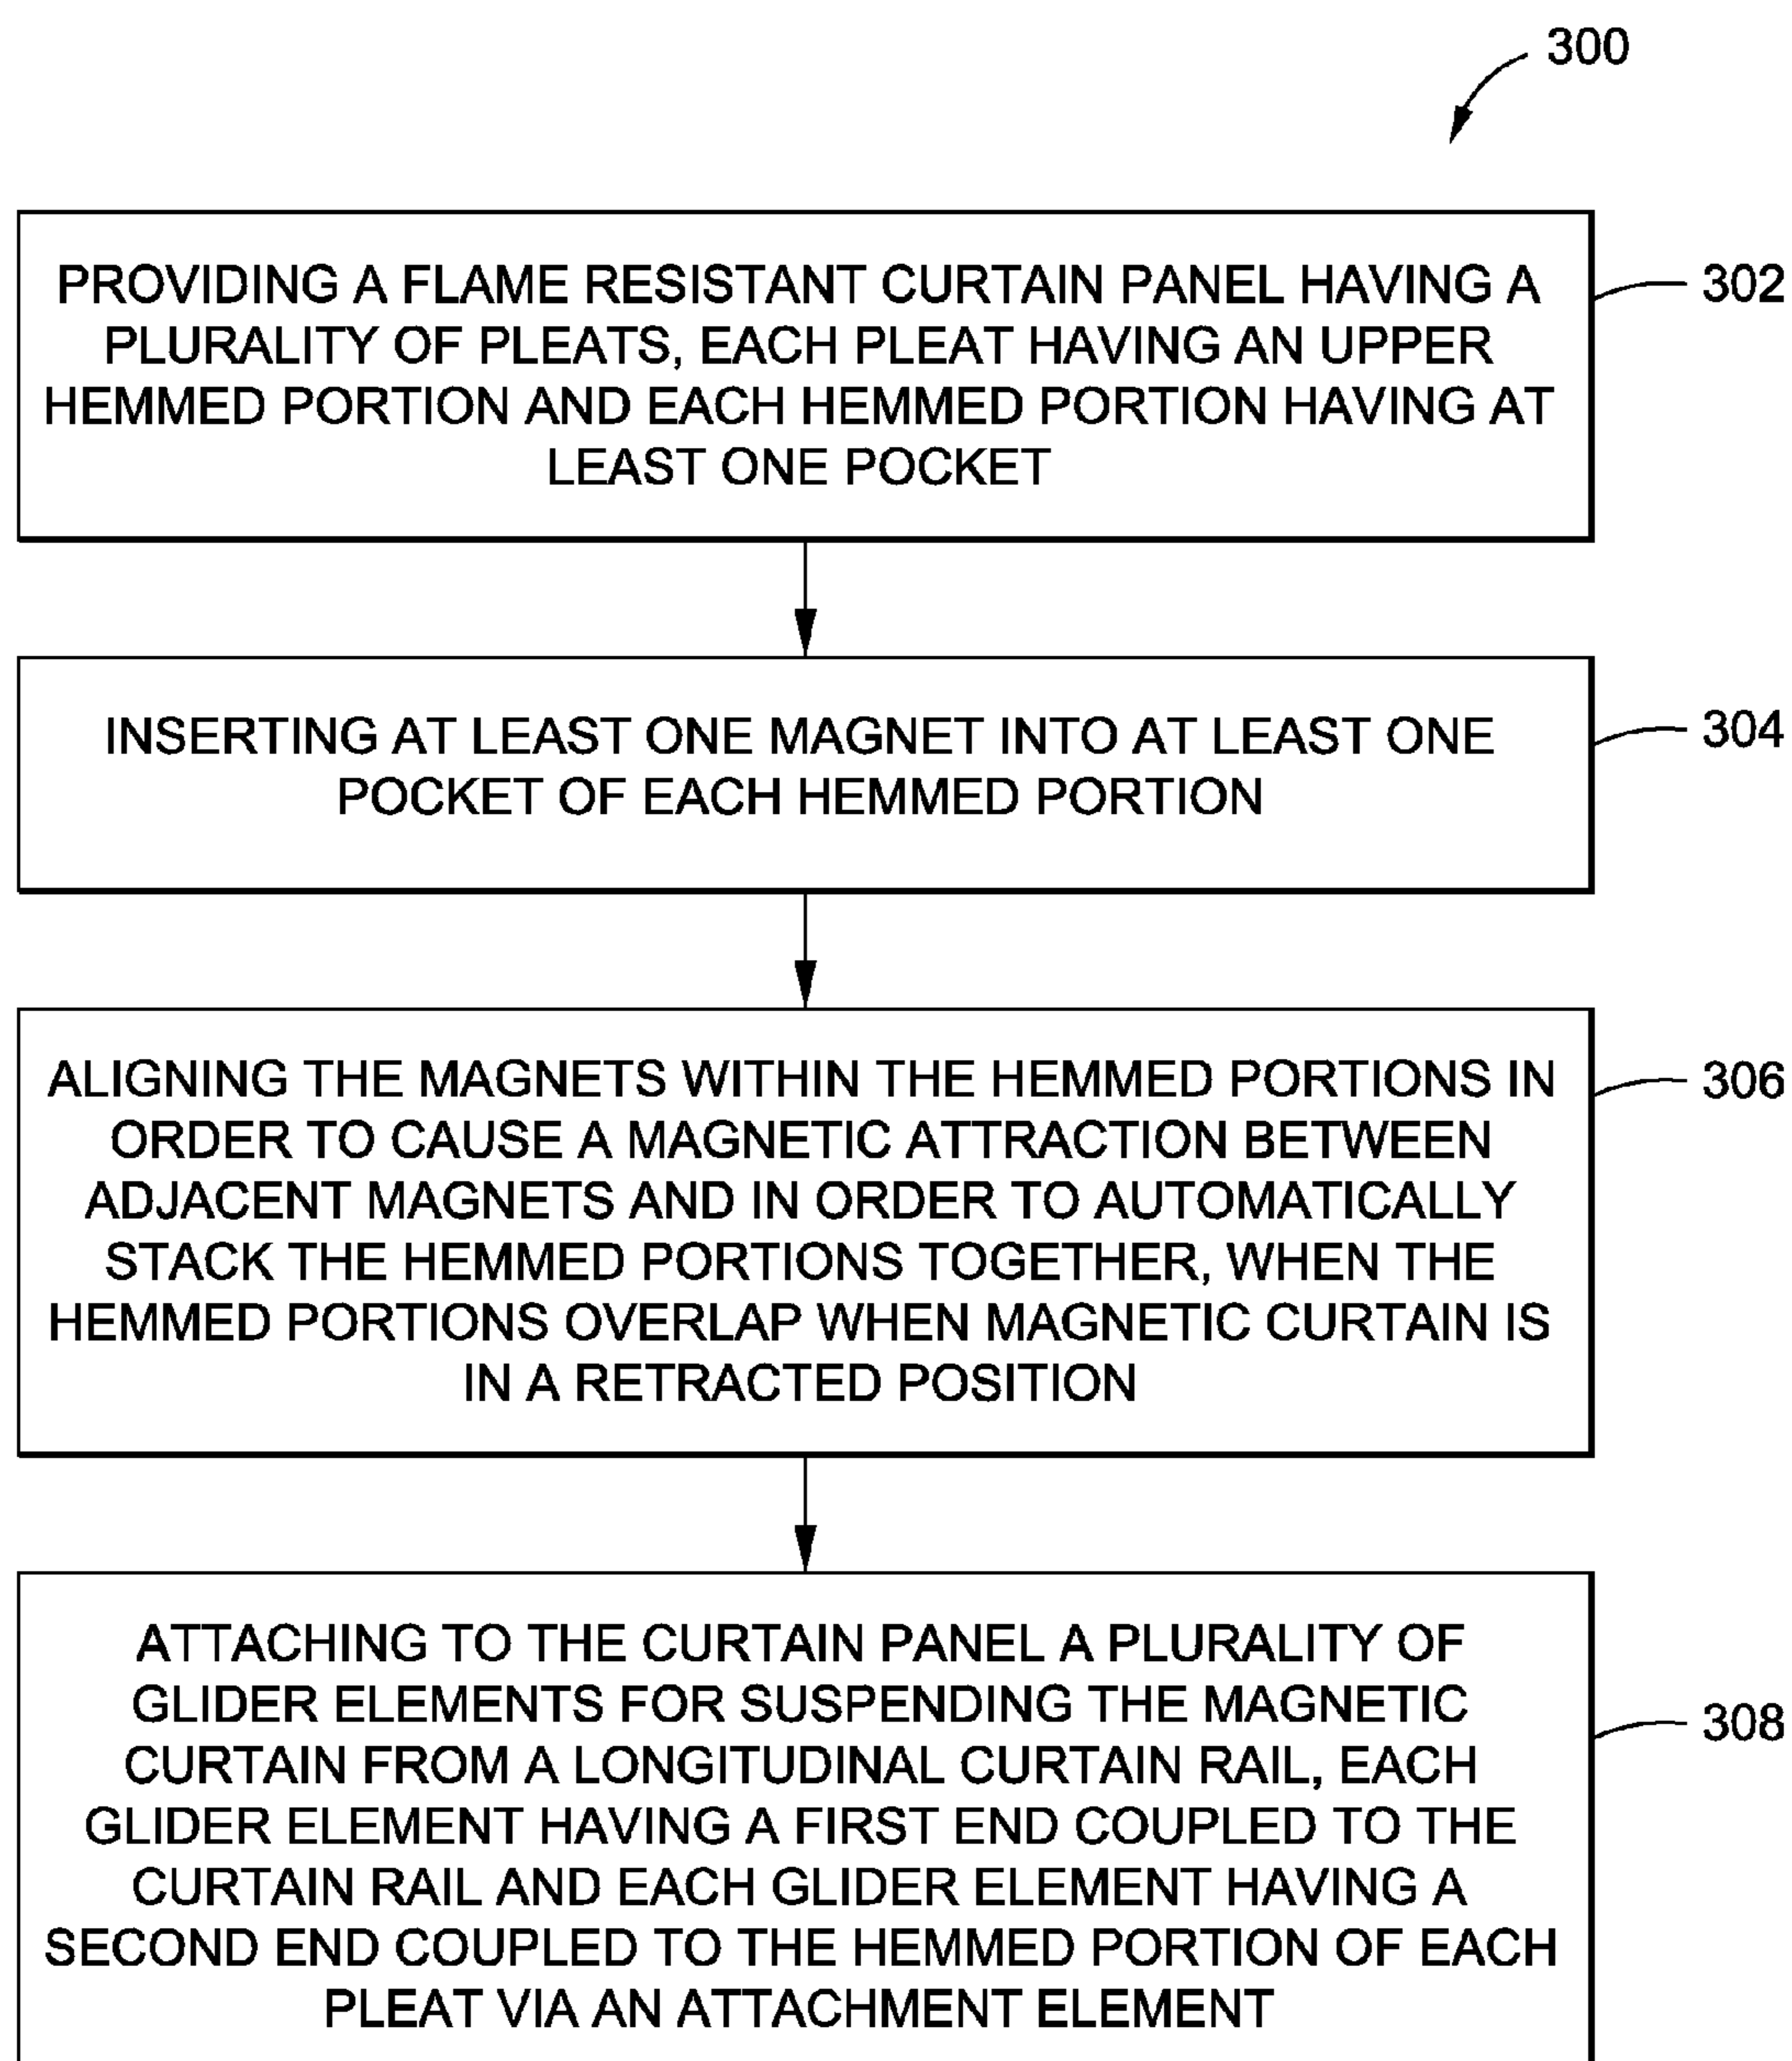 300
PROVIDING A FLAME RESISTANT CURTAIN PANEL HAVING A
PLURALITY OF PLEATS, EACH PLEAT HAVING AN UPPER
HEMMED PORTION AND EACH HEMMED PORTION HAVING AT
LEAST ONE POCKET
302
INSERTING AT LEAST ONE MAGNET INTO AT LEAST ONE
POCKET OF EACH HEMMED PORTION
304
ALIGNING THE MAGNETS WITHIN THE HEMMED PORTIONS IN
ORDER TO CAUSE A MAGNETIC ATTRACTION BETWEEN
ADJACENT MAGNETS AND IN ORDER TO AUTOMATICALLY
STACK THE HEMMED PORTIONS TOGETHER, WHEN THE
HEMMED PORTIONS OVERLAP WHEN MAGNETIC CURTAIN IS
IN A RETRACTED POSITION
306
ATTACHING TO THE CURTAIN PANEL A PLURALITY OF
GLIDER ELEMENTS FOR SUSPENDING THE MAGNETIC
CURTAIN FROM A LONGITUDINAL CURTAIN RAIL, EACH
GLIDER ELEMENT HAVING A FIRST END COUPLED TO THE
CURTAIN RAIL AND EACH GLIDER ELEMENT HAVING A
SECOND END COUPLED TO THE HEMMED PORTION OF EACH
PLEAT VIA AN ATTACHMENT ELEMENT
308